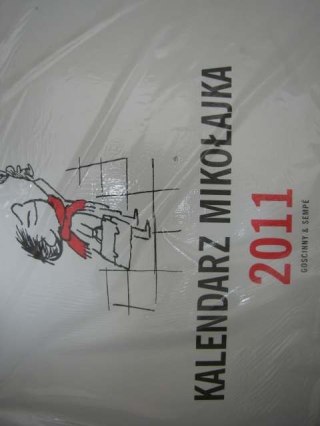 KALENDARZ MIKOŁAJKA
2011
GOSCINNY & SEMPÉ